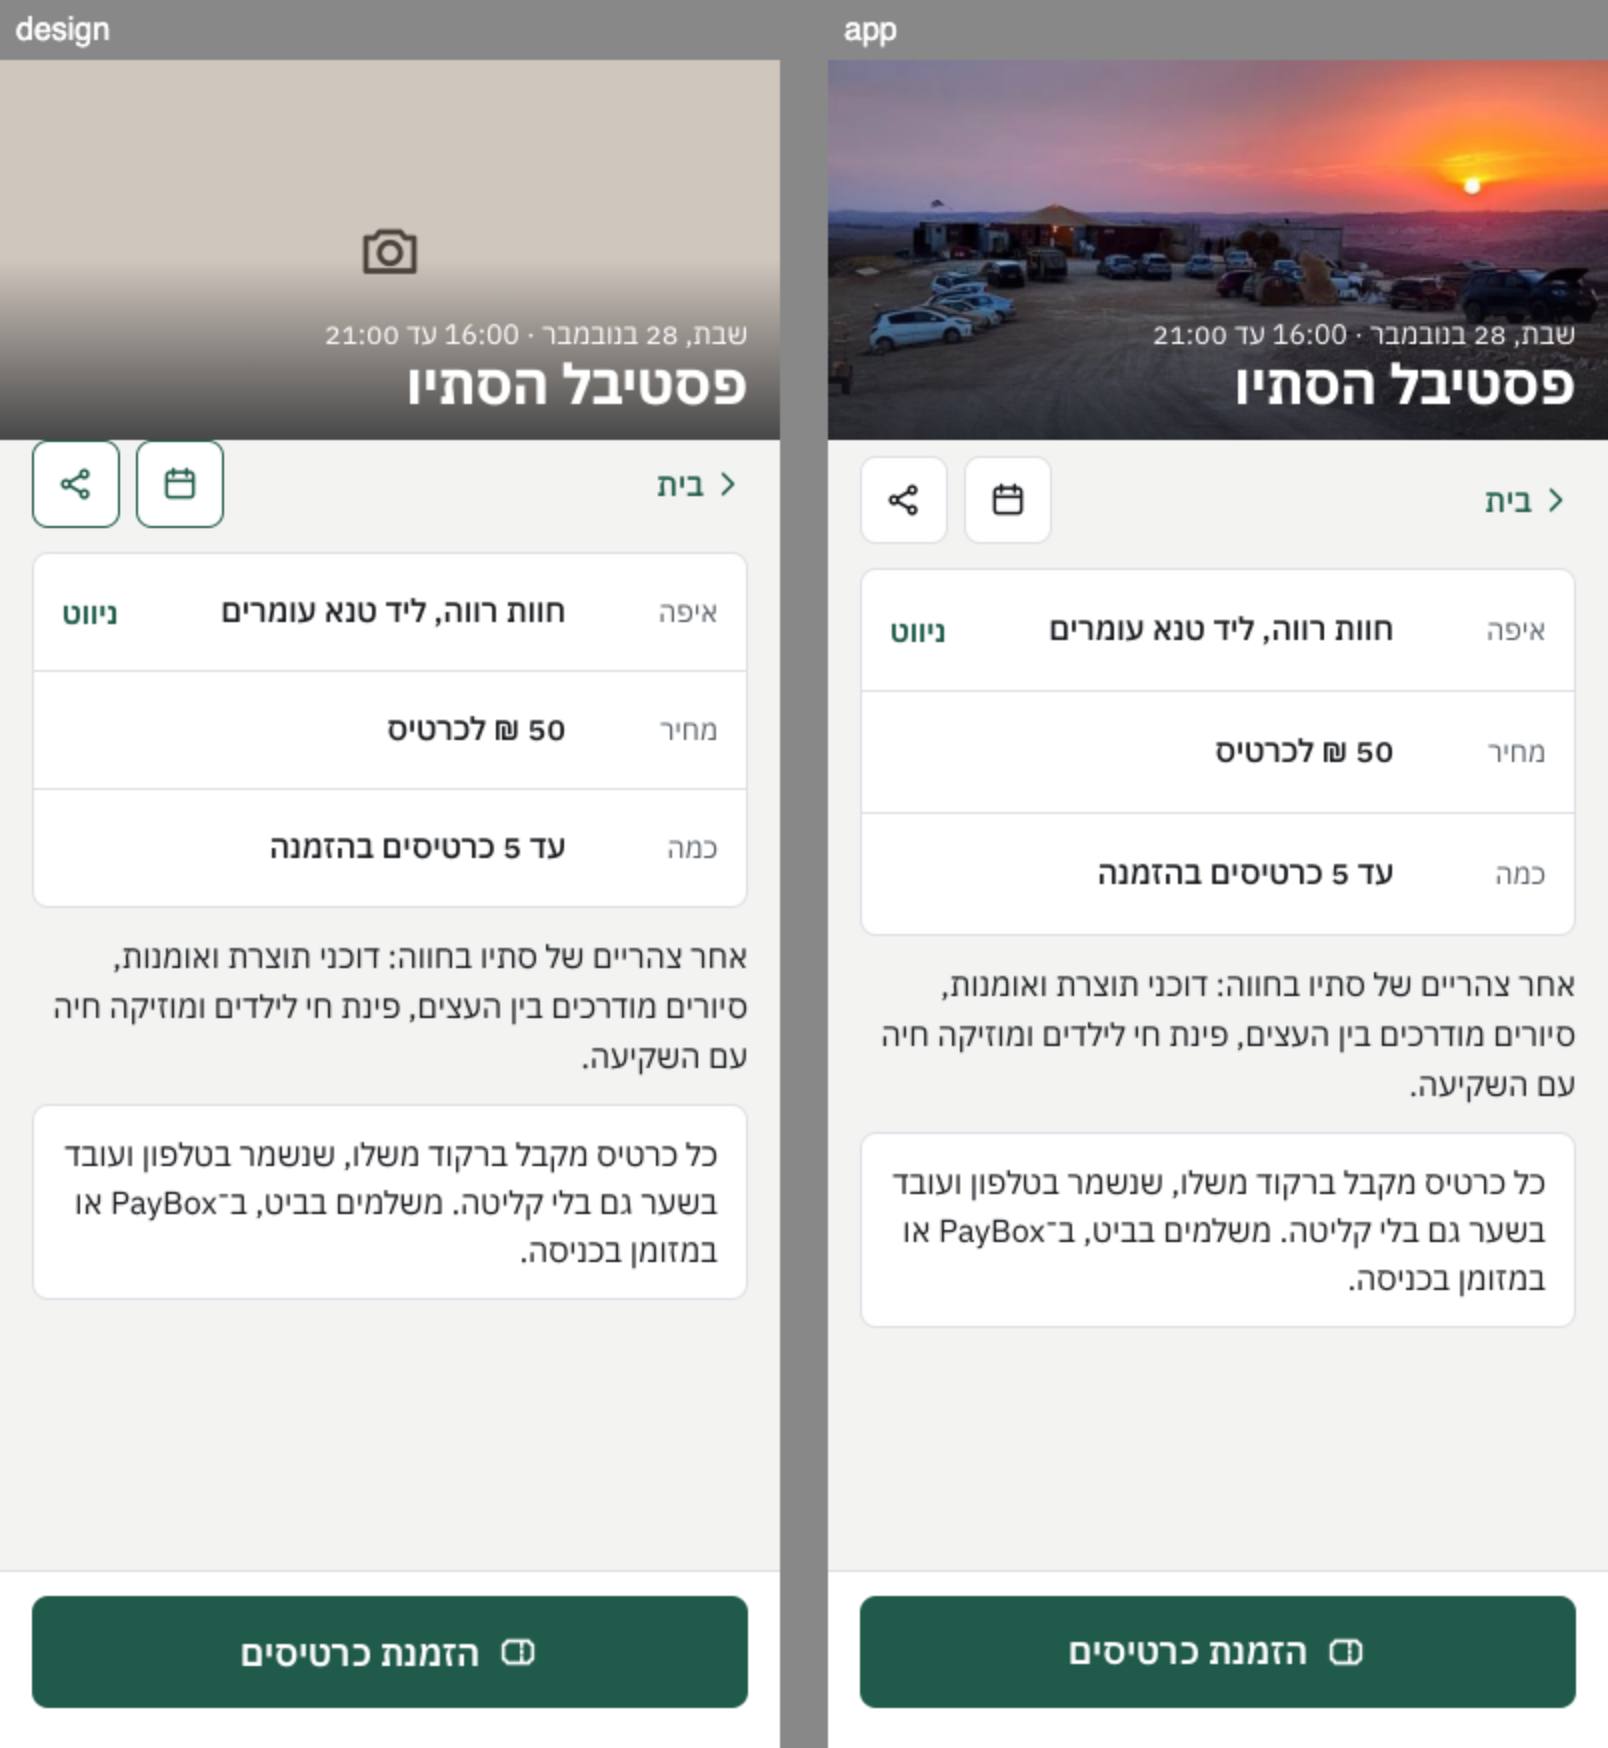 design
שבת, 28 בנובמבר · 16:00 עד 21:00
פסטיבל הסתיו
בית
איפה חוות רווה, ליד טנא עומרים ניווט
מחיר 50 ₪ לכרטיס
כמה עד 5 כרטיסים בהזמנה
אחר צהריים של סתיו בחווה: דוכני תוצרת ואומנות,
סיורים מודרכים בין העצים, פינת חי לילדים ומוזיקה חיה
עם השקיעה.
כל כרטיס מקבל ברקוד משלו, שנשמר בטלפון ועובד
בשער גם בלי קליטה. משלמים בביט, ב־PayBox או
במזומן בכניסה.
הזמנת כרטיסים
app
שבת, 28 בנובמבר · 16:00 עד 21:00
פסטיבל הסתיו
בית
איפה חוות רווה, ליד טנא עומרים ניווט
מחיר 50 ₪ לכרטיס
כמה עד 5 כרטיסים בהזמנה
אחר צהריים של סתיו בחווה: דוכני תוצרת ואומנות,
סיורים מודרכים בין העצים, פינת חי לילדים ומוזיקה חיה
עם השקיעה.
כל כרטיס מקבל ברקוד משלו, שנשמר בטלפון ועובד
בשער גם בלי קליטה. משלמים בביט, ב־PayBox או
במזומן בכניסה.
הזמנת כרטיסים